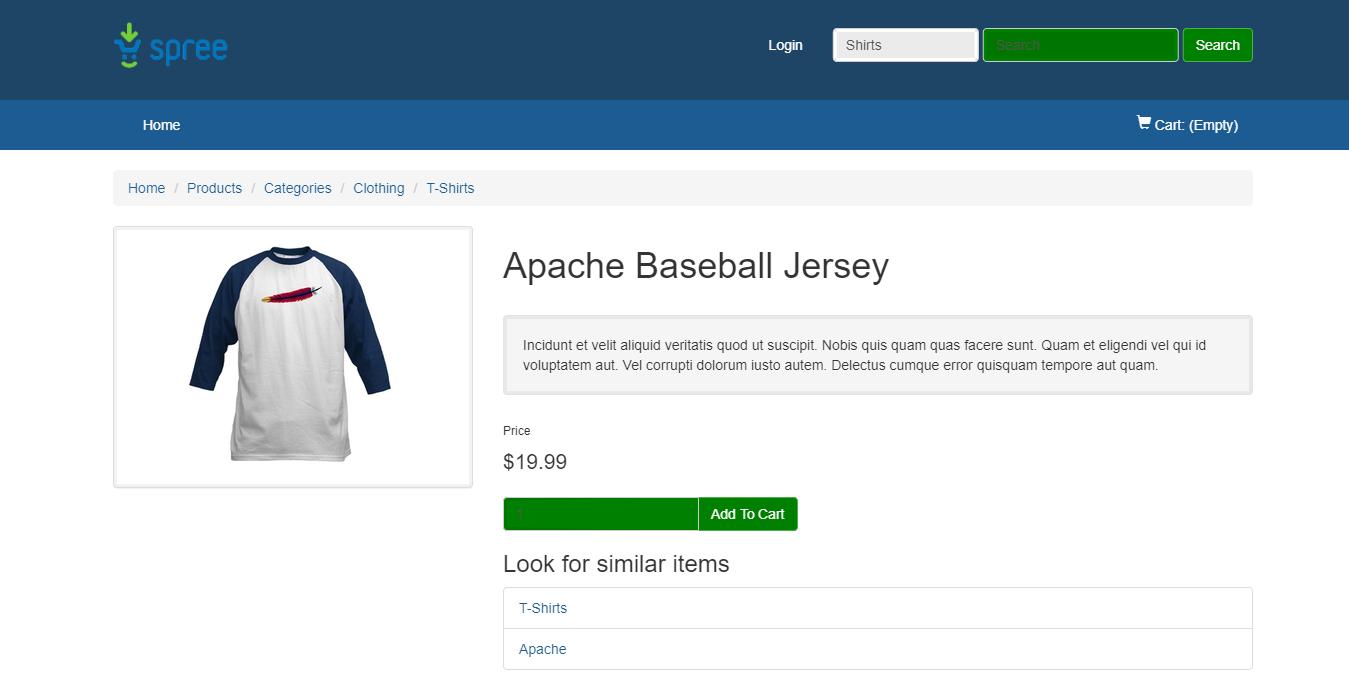 spree
Login
Shirts
Search
Search
Home
Cart: (Empty)
Home / Products / Categories / Clothing / T-Shirts
Apache Baseball Jersey
Incidunt et velit aliquid veritatis quod ut suscipit. Nobis quis quam quas facere sunt. Quam et eligendi vel qui id
voluptatem aut. Vel corrupti dolorum iusto autem. Delectus cumque error quisquam tempore aut quam.
Price
$19.99
1
Add To Cart
Look for similar items
T-Shirts
Apache